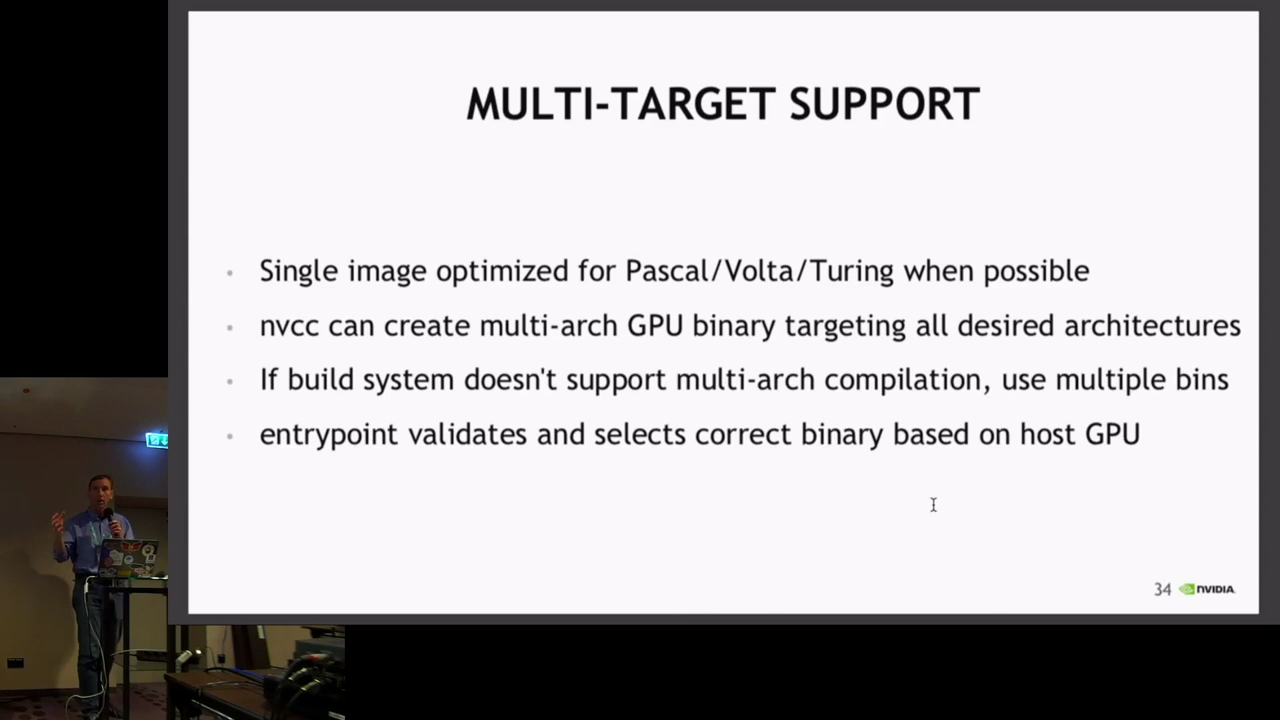 MULTI-TARGET SUPPORT
Single image optimized for Pascal/Volta/Turing when possible
nvcc can create multi-arch GPU binary targeting all desired architectures
If build system doesn't support multi-arch compilation, use multiple bins
entrypoint validates and selects correct binary based on host GPU
34 NVIDIA